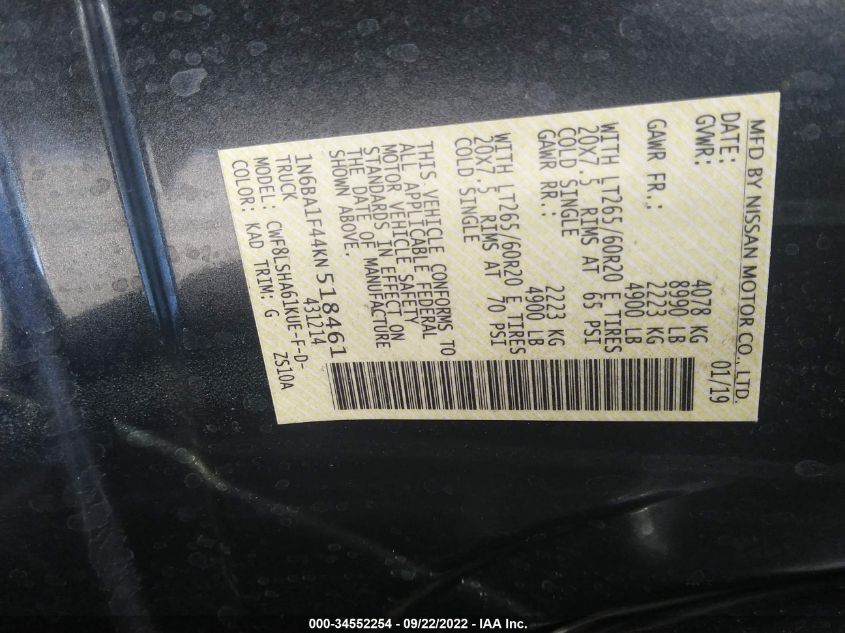 MFD BY NISSAN MOTOR CO., LTD.
DATE: 01/19
GVWR: 4078 KG
8990 LB
GAWR FR.: 2223 KG
4900 LB
WITH LT265/60R20 E TIRES
20X7.5 RIMS AT 63 PSI
COLD SINGLE
GAWR RR: 2223 KG
4900 LB
WITH LT265/60R20 E TIRES
20X7.5 RIMS AT 70 PSI
COLD SINGLE
THIS VEHICLE CONFORMS TO
ALL APPLICABLE FEDERAL
MOTOR VEHICLE SAFETY
STANDARDS IN EFFECT ON
THE DATE OF MANUFACTURE
SHOWN ABOVE.
1N6BA1F44KN518461
TRUCK 431214
MODEL: CWF8LSHA61KUE-F-D-
COLOR: KAD TRIM: G ZS10A
000-34552254 - 09/22/2022 - IAA Inc.